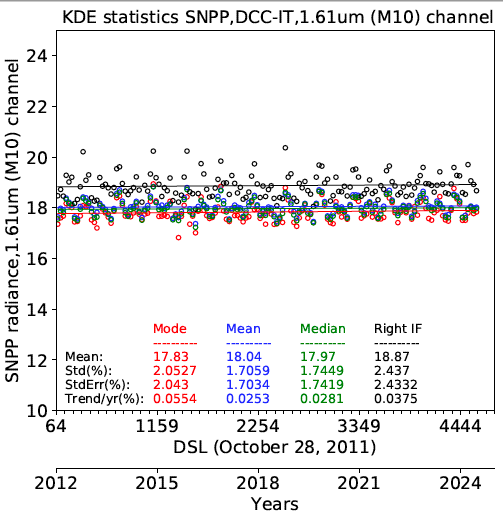 KDE statistics SNPP,DCC-IT,1.61um (M10) channel
SNPP radiance,1.61um (M10) channel
24
22
20
18
16
14
12
10
Mode Mean Median Right IF
---------- ---------- ---------- ----------
Mean: 17.83 18.04 17.97 18.87
Std(%): 2.0527 1.7059 1.7449 2.437
StdErr(%): 2.043 1.7034 1.7419 2.4332
Trend/yr(%): 0.0554 0.0253 0.0281 0.0375
64 1159 2254 3349 4444
DSL (October 28, 2011)
2012 2015 2018 2021 2024
Years